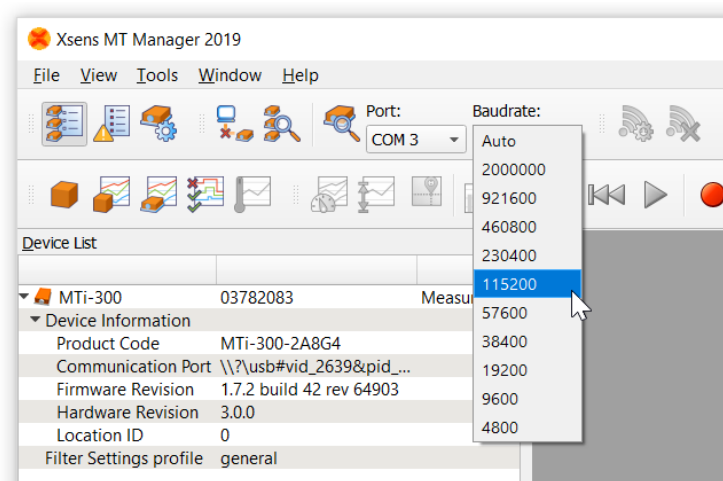 Xsens MT Manager 2019
File View Tools Window Help
Port: Baudrate:
COM 3
Auto
2000000
921600
460800
230400
115200
57600
38400
19200
9600
4800
Device List
MTi-300 03782083 Measu
Device Information
Product Code MTi-300-2A8G4
Communication Port \\?\usb#vid_2639&pid_...
Firmware Revision 1.7.2 build 42 rev 64903
Hardware Revision 3.0.0
Location ID 0
Filter Settings profile general